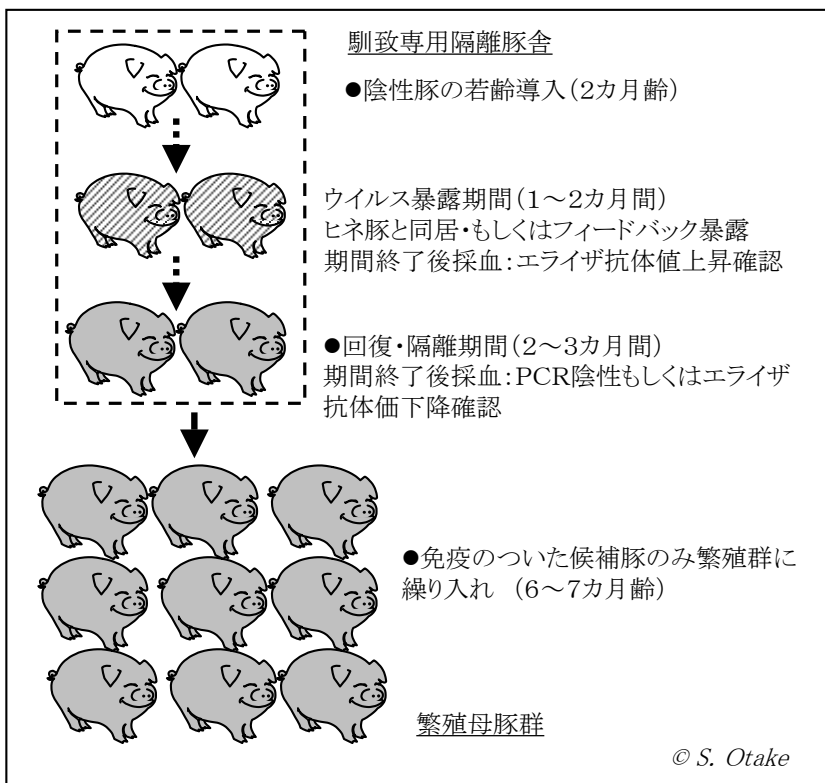 馴致専用隔離豚舎
●陰性豚の若齢導入(2カ月齢)
ウイルス暴露期間(1～2カ月間)
ヒネ豚と同居・もしくはフィードバック暴露
期間終了後採血:エライザ抗体値上昇確認
●回復・隔離期間(2～3カ月間)
期間終了後採血:PCR陰性もしくはエライザ
抗体価下降確認
●免疫のついた候補豚のみ繁殖群に
繰り入れ (6～7カ月齢)
繁殖母豚群
© S. Otake